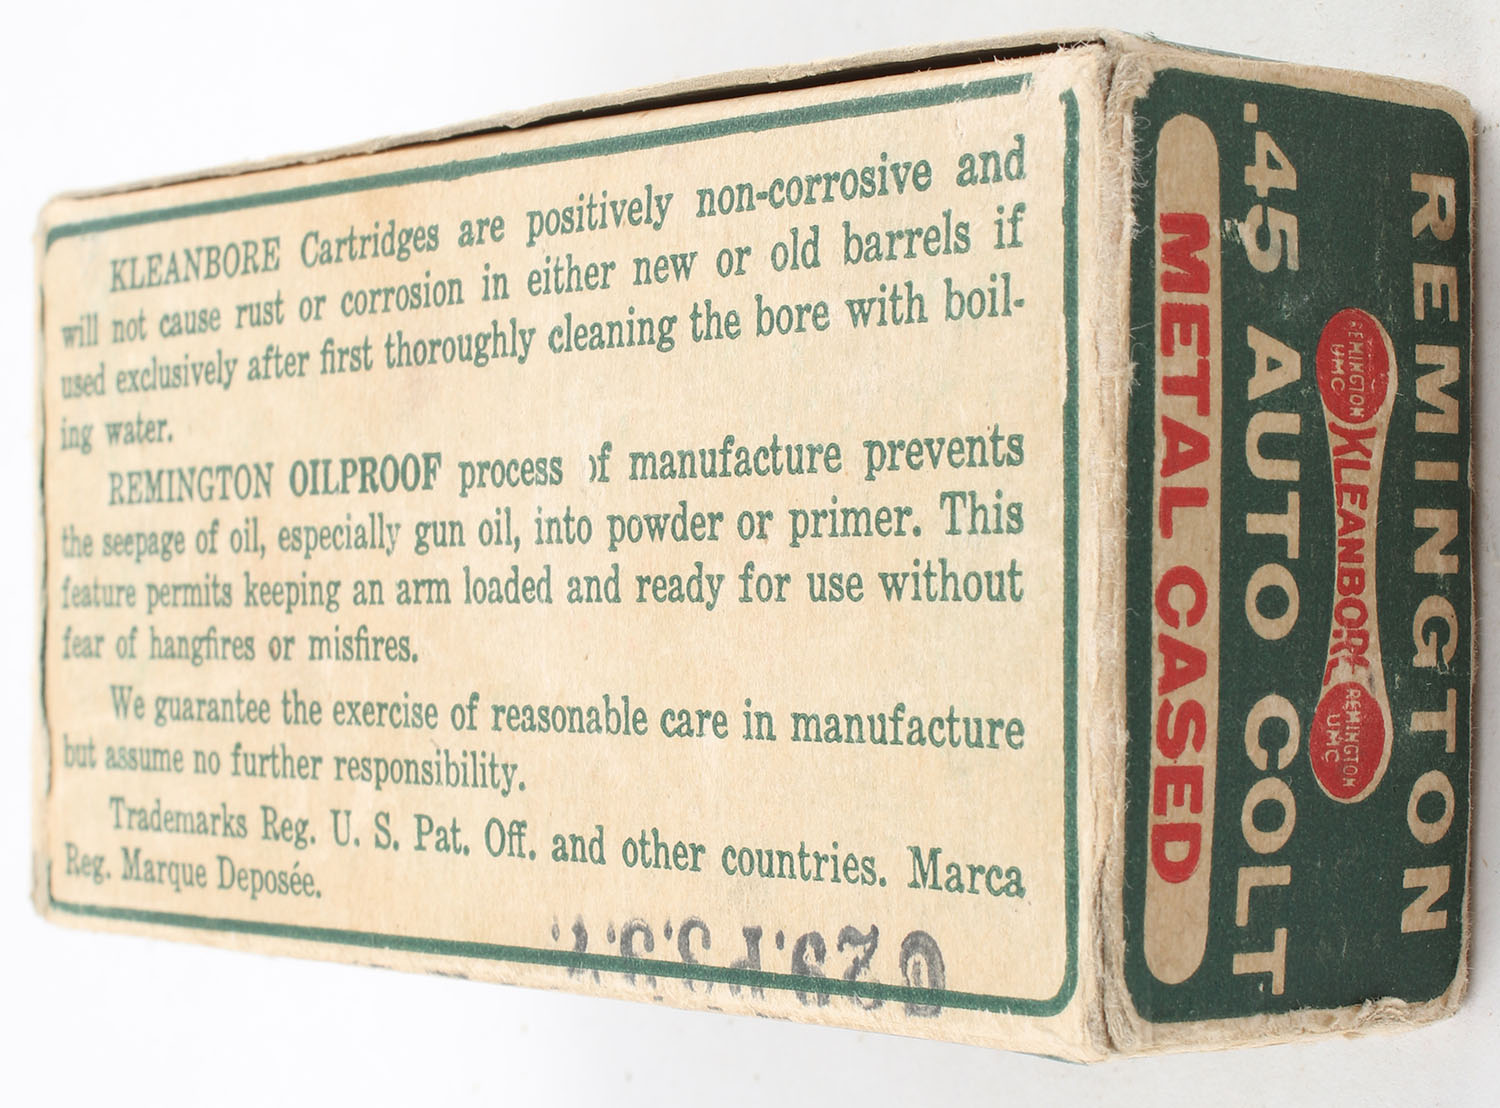 KLEANBORE Cartridges are positively non-corrosive and
will not cause rust or corrosion in either new or old barrels if
used exclusively after first thoroughly cleaning the bore with boil-
ing water.
REMINGTON OILPROOF process of manufacture prevents
the seepage of oil, especially gun oil, into powder or primer. This
feature permits keeping an arm loaded and ready for use without
fear of hangfires or misfires.
We guarantee the exercise of reasonable care in manufacture
but assume no further responsibility.
Trademarks Reg. U. S. Pat. Off. and other countries. Marca
Reg. Marque Deposée.
REMINGTON
REMINGTON
UMC
KLEANBORE
REMINGTON
UMC
.45 AUTO COLT
METAL CASED